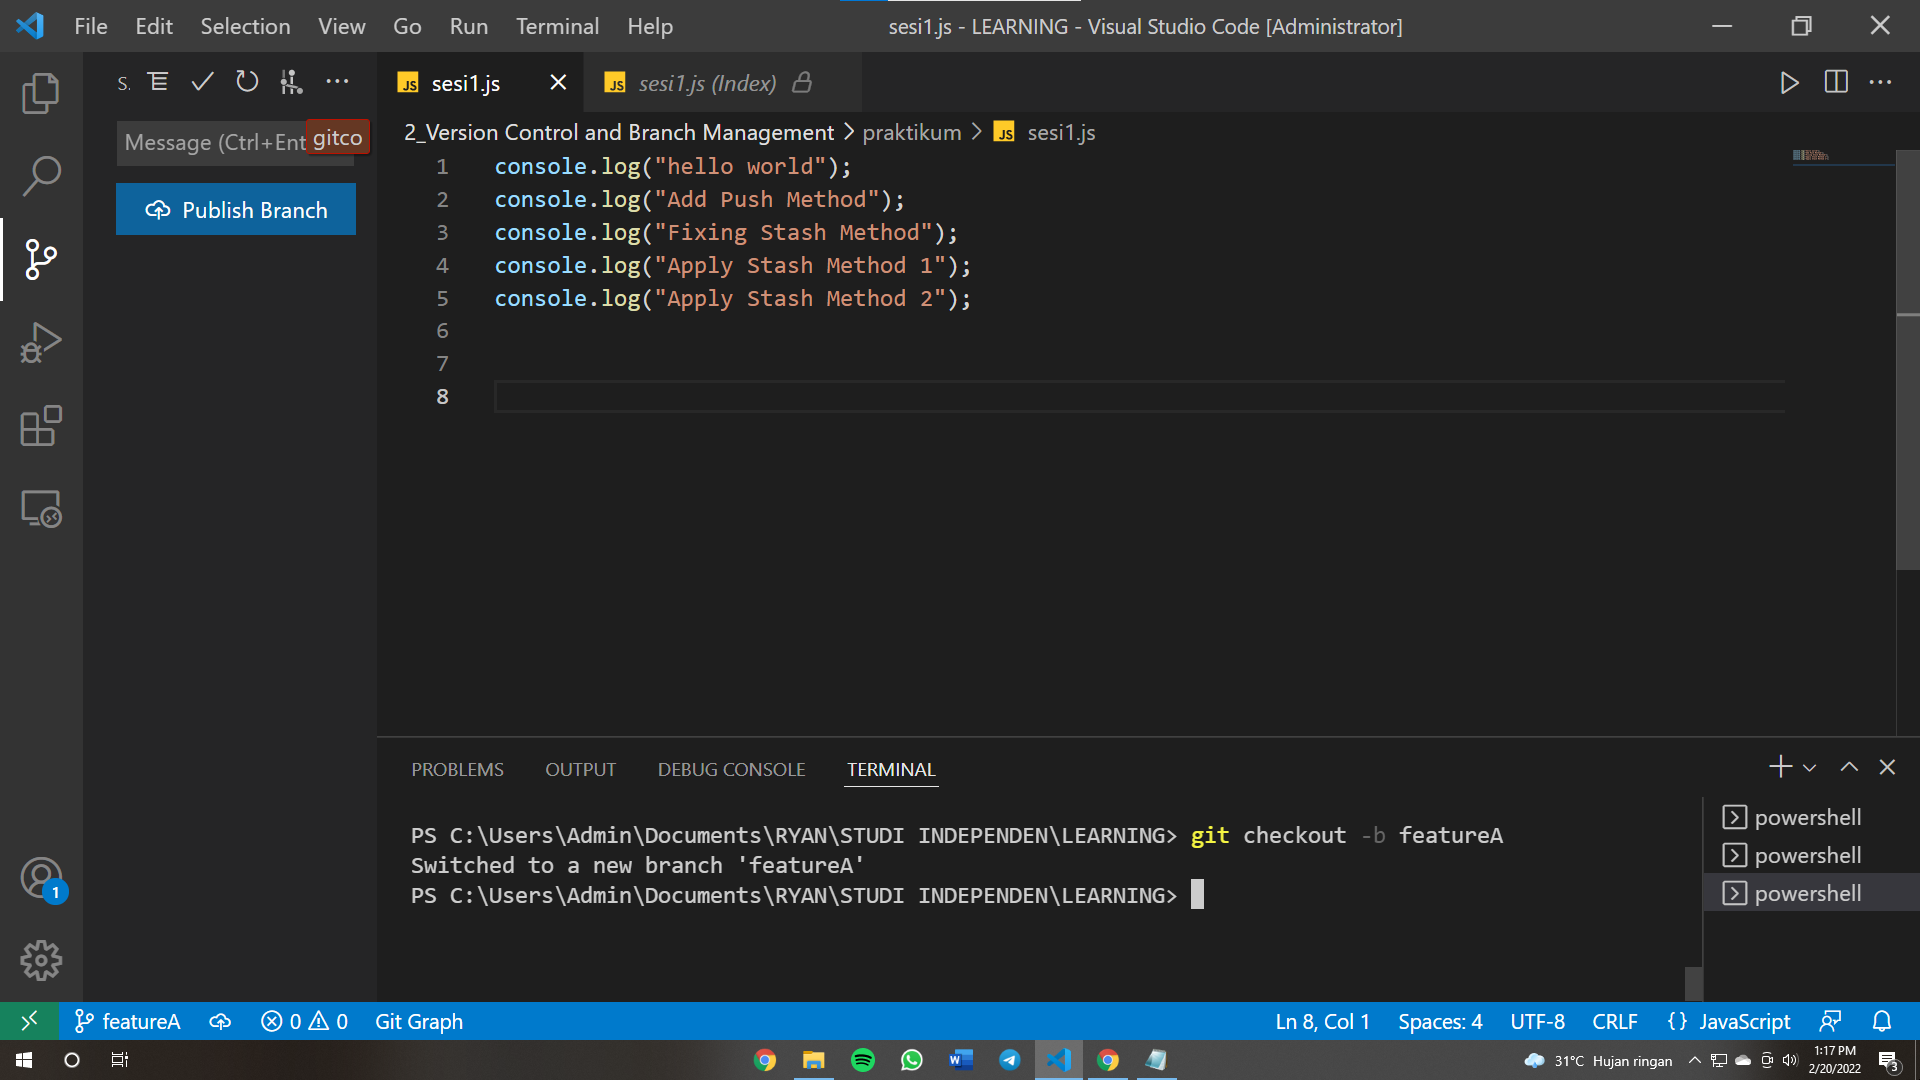 File Edit Selection View Go Run Terminal Help
sesi1.js - LEARNING - Visual Studio Code [Administrator]
S.
Message (Ctrl+Ent
gitco
Publish Branch
JS sesi1.js
JS sesi1.js (Index)
2_Version Control and Branch Management > praktikum > JS sesi1.js
1 console.log("hello world");
2 console.log("Add Push Method");
3 console.log("Fixing Stash Method");
4 console.log("Apply Stash Method 1");
5 console.log("Apply Stash Method 2");
6
7
8
PROBLEMS OUTPUT DEBUG CONSOLE TERMINAL
PS C:\Users\Admin\Documents\RYAN\STUDI INDEPENDEN\LEARNING> git checkout -b featureA
Switched to a new branch 'featureA'
PS C:\Users\Admin\Documents\RYAN\STUDI INDEPENDEN\LEARNING>
powershell
powershell
powershell
1
featureA 0 0 Git Graph
Ln 8, Col 1 Spaces: 4 UTF-8 CRLF {} JavaScript
31°C Hujan ringan
1:17 PM
2/20/2022
3